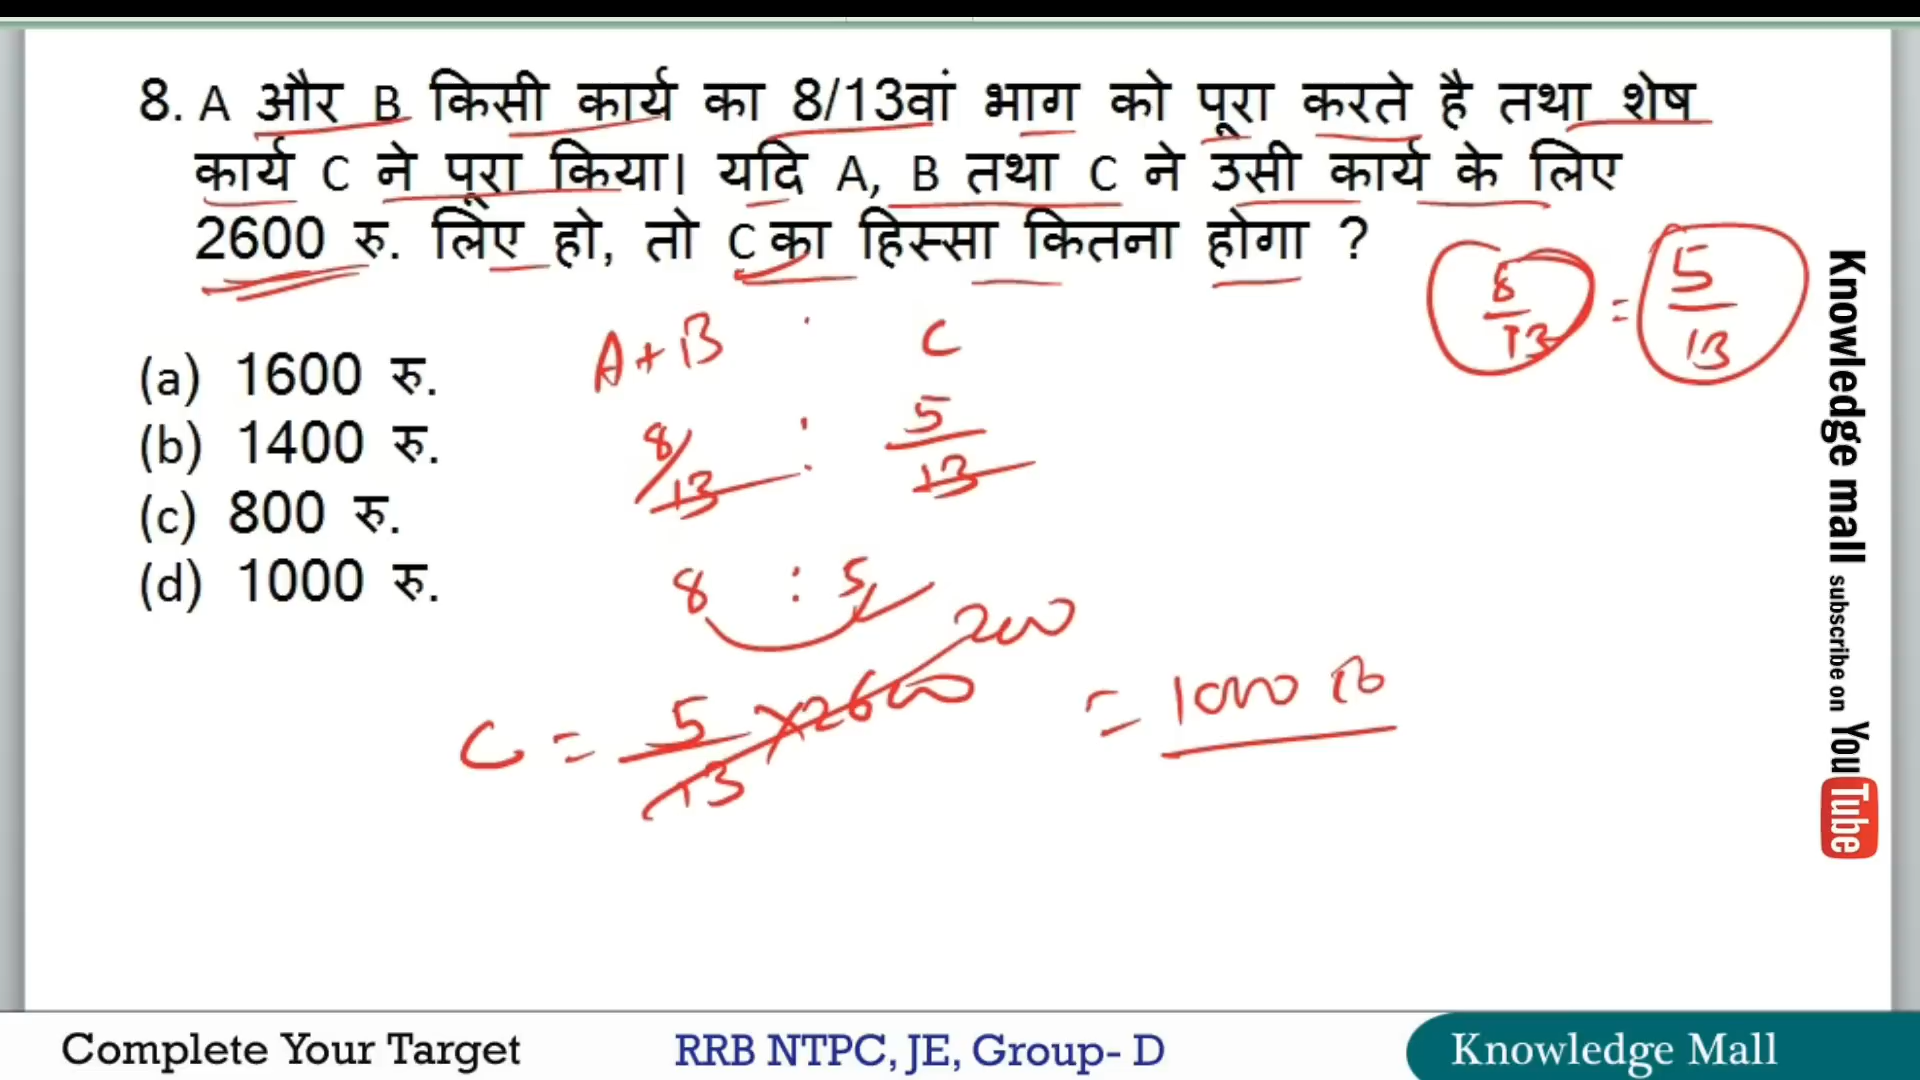 8. A और B किसी कार्य का 8/13वां भाग को पूरा करते है तथा शेष
कार्य C ने पूरा किया। यदि A, B तथा C ने उसी कार्य के लिए
2600 रु. लिए हो, तो C का हिस्सा कितना होगा ?
8/13 = 5/13
(a) 1600 रु.
(b) 1400 रु.
(c) 800 रु.
(d) 1000 रु.
A+B : C
8/13 : 5/13
8 : 5
200
C = 5/13 × 2600 = 1000 रु
Knowledge mall subscribe on YouTube
Complete Your Target RRB NTPC, JE, Group- D Knowledge Mall